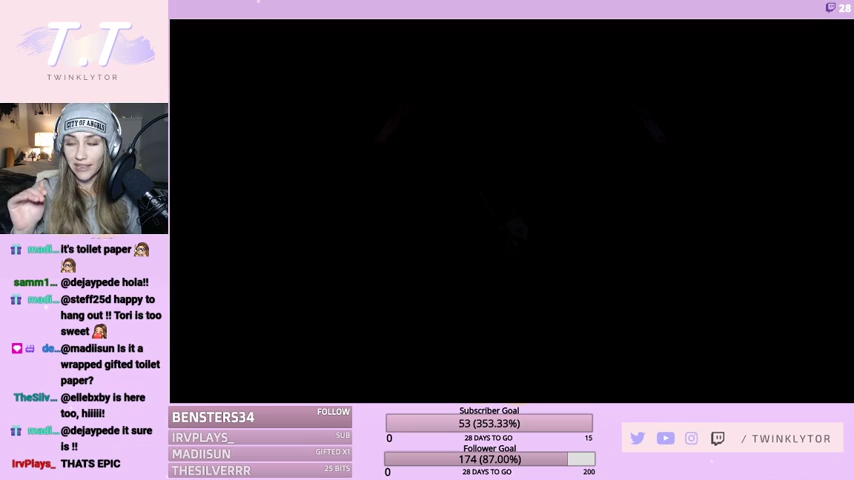 28
T.T
TWINKLYTOR
CITY OF ANGELS
madi... It's toilet paper
samm1... @dejaypede hola!!
madi... @steff25d happy to
hang out !! Tori is too
sweet
de... @madiisun Is it a
wrapped gifted toilet
paper?
TheSilv... @ellebxby is here
too, hiiiii!
madi... @dejaypede it sure
is !!
IrvPlays_ THATS EPIC
BENSTERS34 FOLLOW
IRVPLAYS_ SUB
MADIISUN GIFTED X1
THESILVERRR 25 BITS
Subscriber Goal
53 (353.33%)
0 28 DAYS TO GO 15
Follower Goal
174 (87.00%)
0 28 DAYS TO GO 200
/ TWINKLYTOR